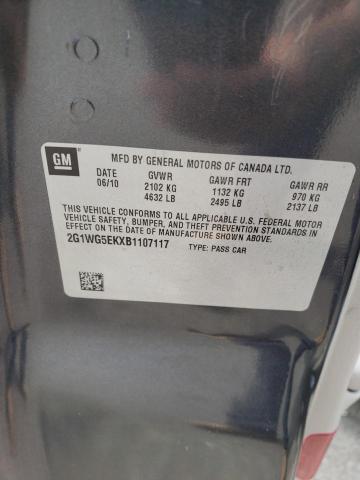 GM
MFD BY GENERAL MOTORS OF CANADA LTD.
DATE GVWR GAWR FRT GAWR RR
06/10 2102 KG 1132 KG 970 KG
4632 LB 2495 LB 2137 LB
THIS VEHICLE CONFORMS TO ALL APPLICABLE U.S. FEDERAL MOTOR
VEHICLE SAFETY, BUMPER, AND THEFT PREVENTION STANDARDS
IN EFFECT ON THE DATE OF MANUFACTURE SHOWN ABOVE.
2G1WG5EKXB1107117
TYPE: PASS CAR